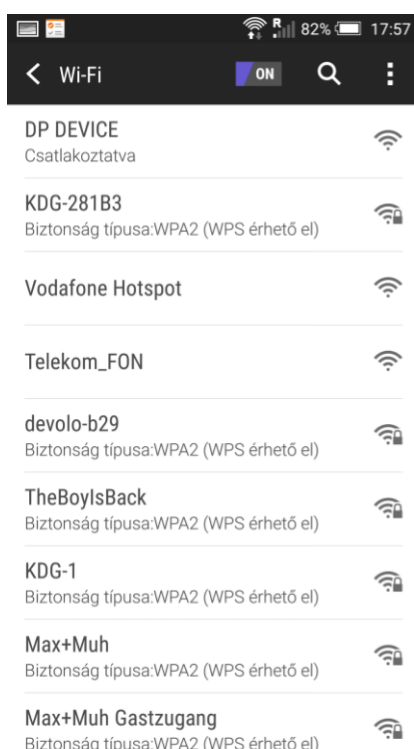 R 82% 17:57
Wi-Fi ON
DP DEVICE
Csatlakoztatva
KDG-281B3
Biztonság típusa:WPA2 (WPS érhető el)
Vodafone Hotspot
Telekom_FON
devolo-b29
Biztonság típusa:WPA2 (WPS érhető el)
TheBoyIsBack
Biztonság típusa:WPA2 (WPS érhető el)
KDG-1
Biztonság típusa:WPA2 (WPS érhető el)
Max+Muh
Biztonság típusa:WPA2 (WPS érhető el)
Max+Muh Gastzugang
Biztonság típusa:WPA2 (WPS érhető el)